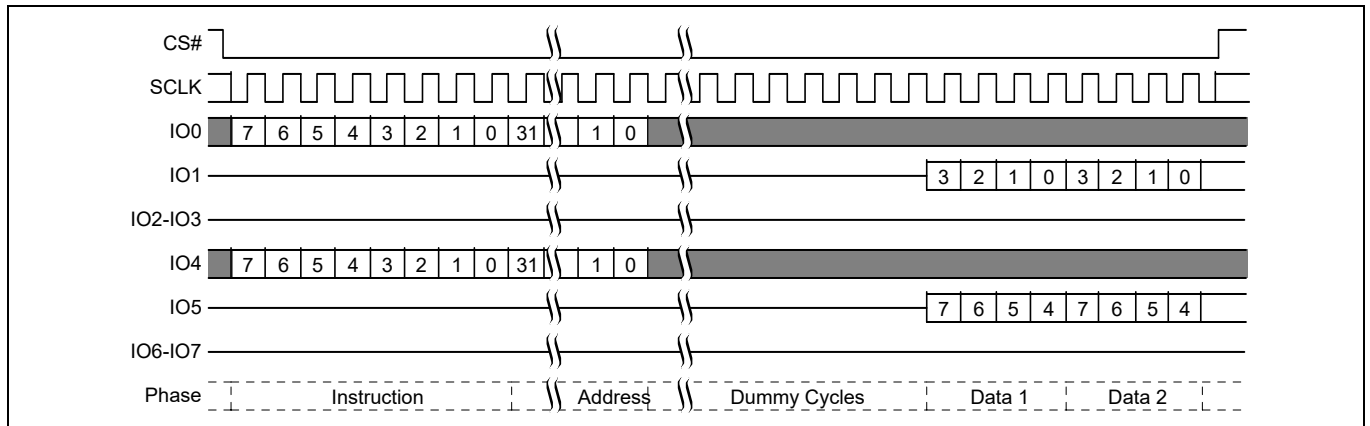 CS#
SCLK
IO0 7 6 5 4 3 2 1 0 31 1 0
IO1 3 2 1 0 3 2 1 0
IO2-IO3
IO4 7 6 5 4 3 2 1 0 31 1 0
IO5 7 6 5 4 7 6 5 4
IO6-IO7
Phase Instruction Address Dummy Cycles Data 1 Data 2